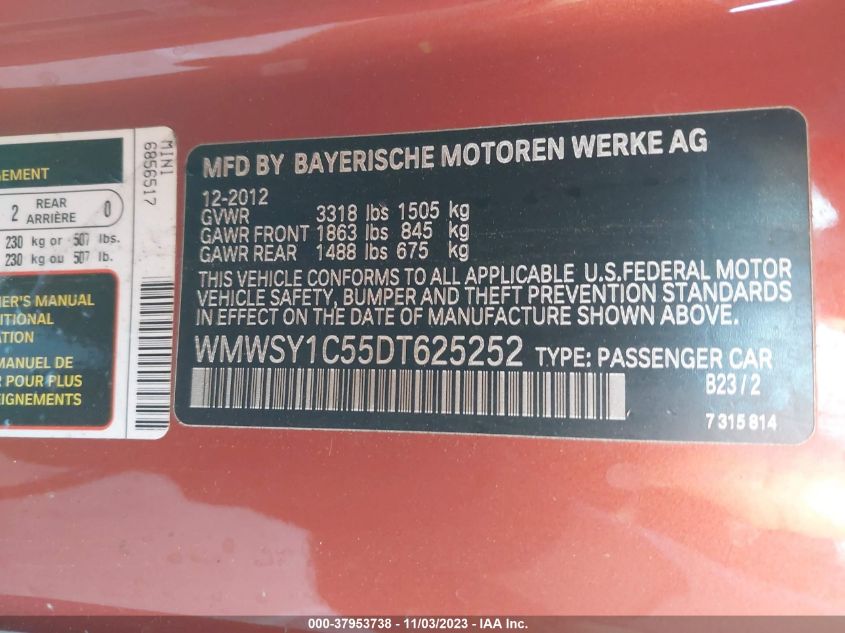 GEMENT
2 REAR ARRIÈRE 0
230 kg or 507 lbs.
230 kg ou 507 lb.
NER'S MANUAL
ITIONAL
ATION
MANUEL DE
R POUR PLUS
EIGNEMENTS
MINI
6856517
MFD BY BAYERISCHE MOTOREN WERKE AG
12-2012
GVWR 3318 lbs 1505 kg
GAWR FRONT 1863 lbs 845 kg
GAWR REAR 1488 lbs 675 kg
THIS VEHICLE CONFORMS TO ALL APPLICABLE U.S.FEDERAL MOTOR
VEHICLE SAFETY, BUMPER AND THEFT PREVENTION STANDARDS
IN EFFECT ON THE DATE OF MANUFACTURE SHOWN ABOVE.
WMWSY1C55DT625252 TYPE: PASSENGER CAR
B23/2
7 315 814
© - 37953738 - 11/03/2023 - IAA Inc.